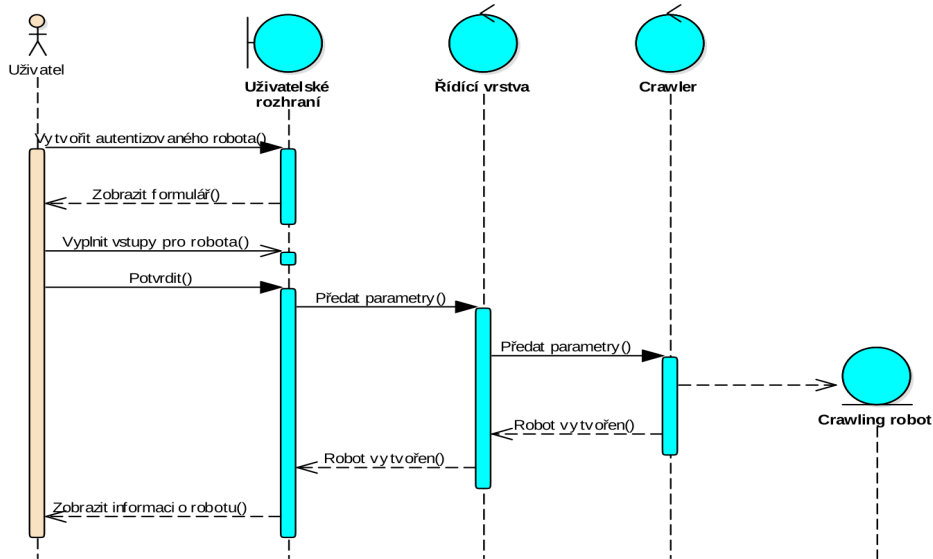 Uživatel
Uživatelské
rozhraní
Řídící vrstva
Crawler
Vytvořit autentizovaného robota()
Zobrazit formulář()
Vyplnit vstupy pro robota()
Potvrdit()
Předat parametry()
Předat parametry()
Crawling robot
Robot vytvořen()
Robot vytvořen()
Zobrazit informaci o robotu()